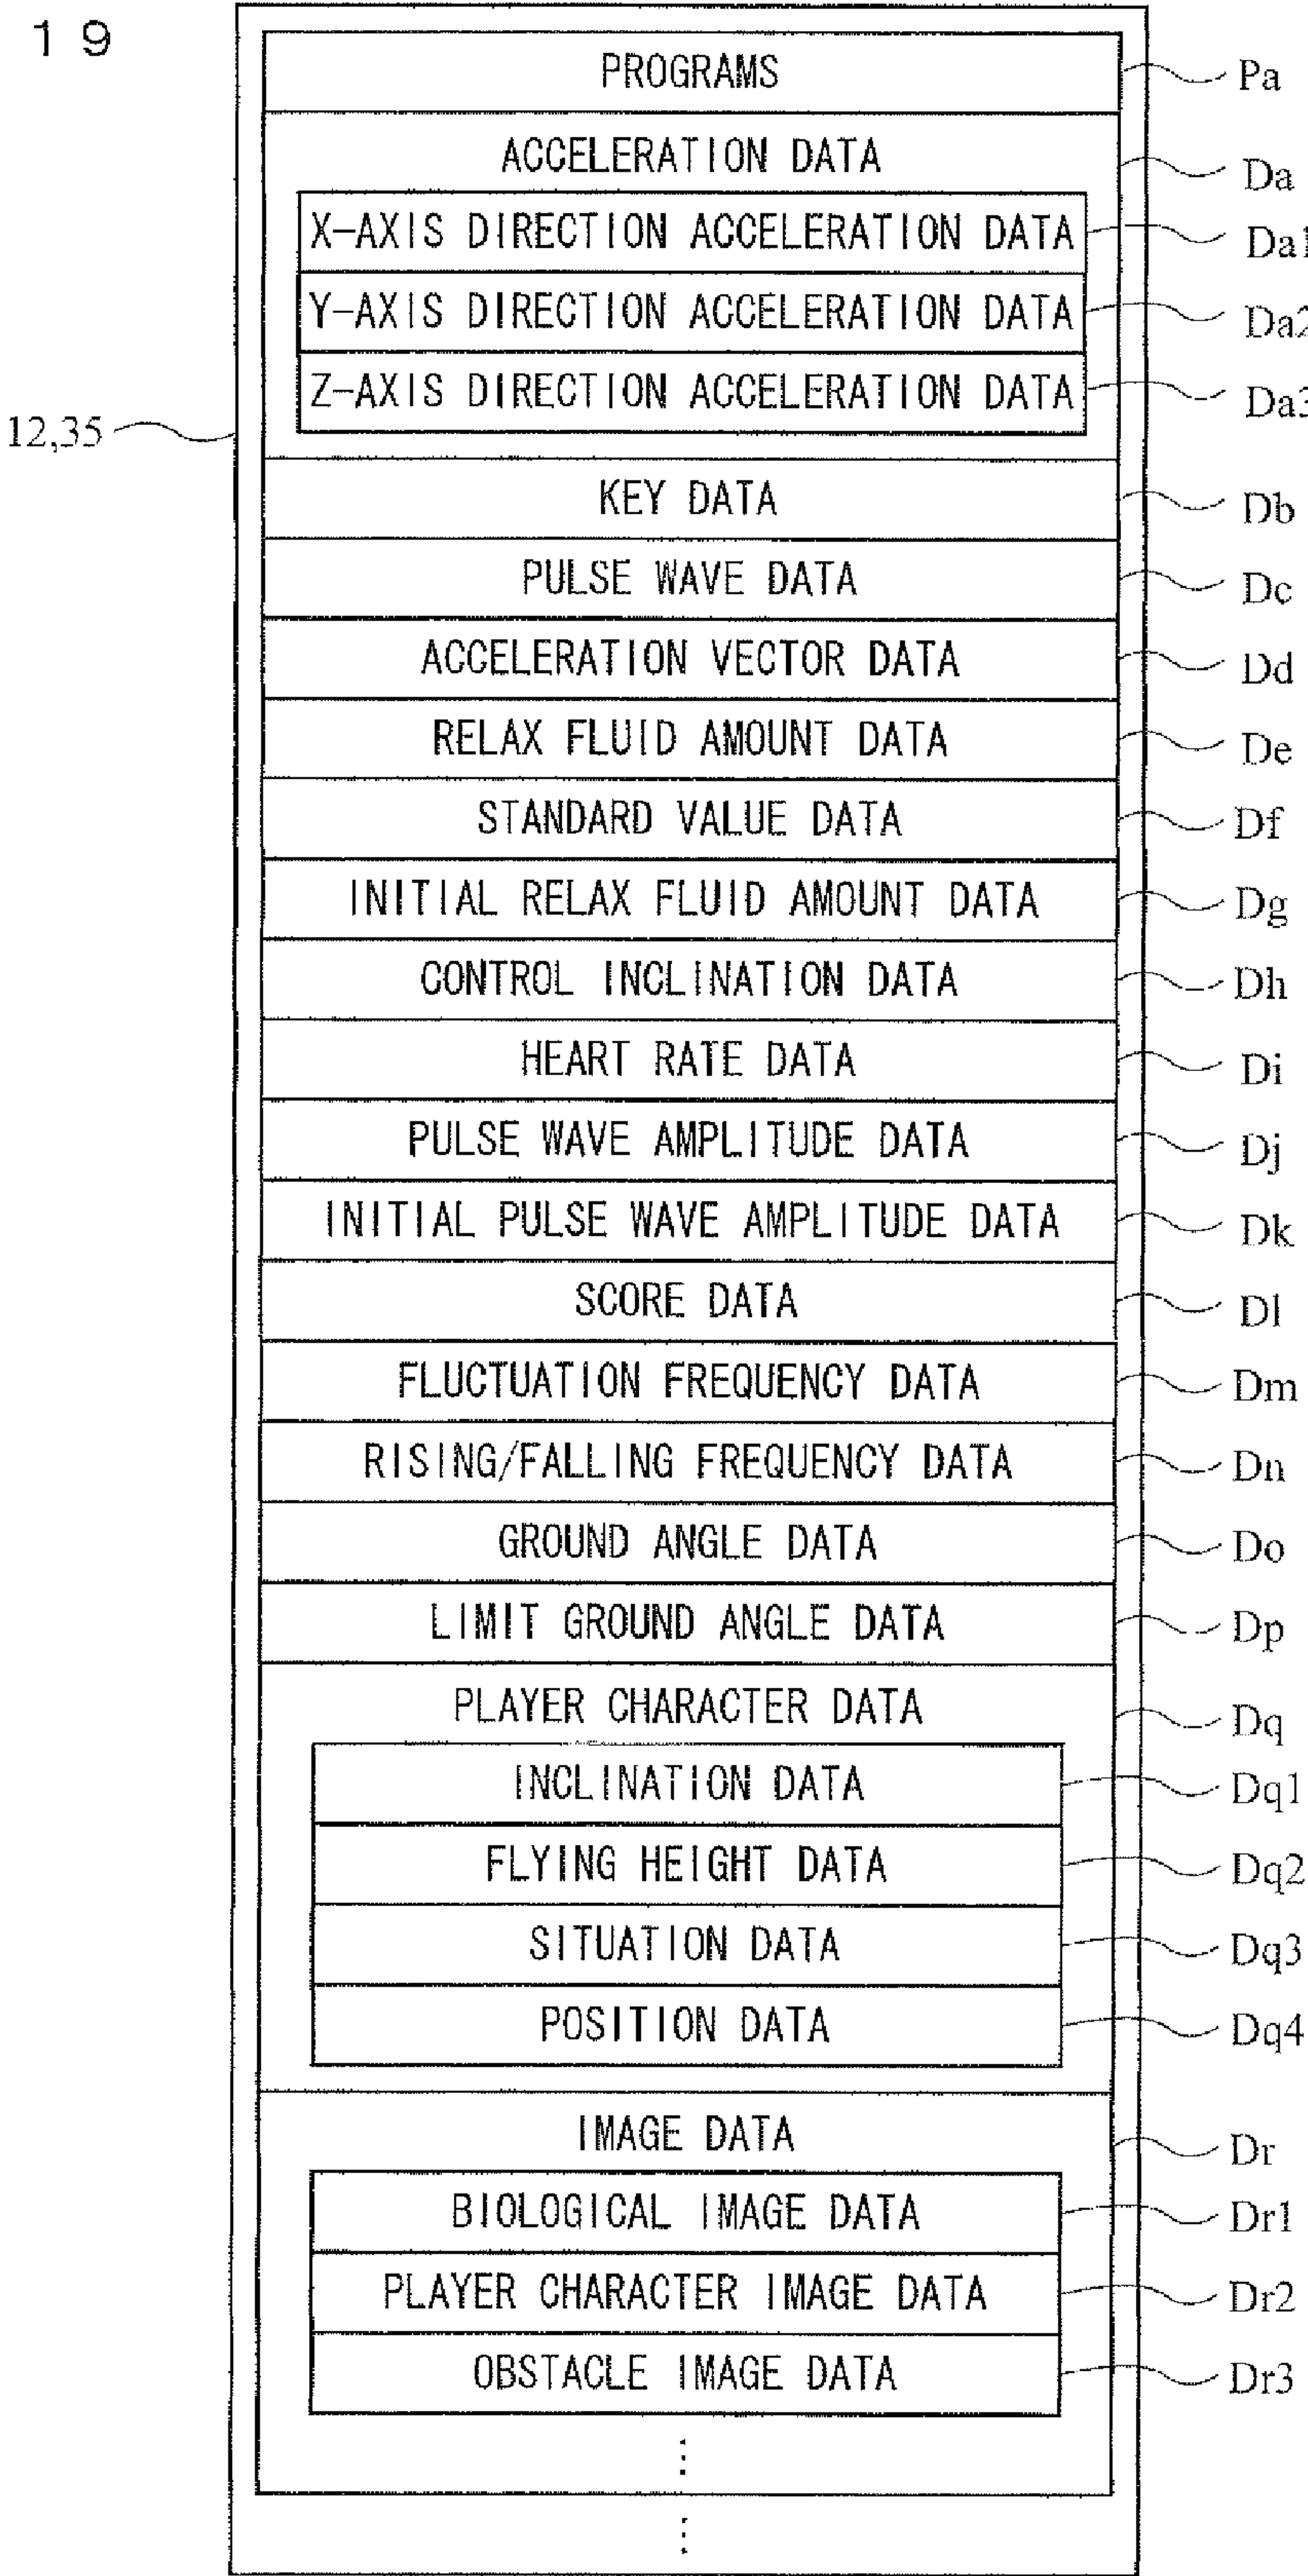 19
PROGRAMS Pa
ACCELERATION DATA Da
X-AXIS DIRECTION ACCELERATION DATA Da1
Y-AXIS DIRECTION ACCELERATION DATA Da2
Z-AXIS DIRECTION ACCELERATION DATA Da3
12,35
KEY DATA Db
PULSE WAVE DATA Dc
ACCELERATION VECTOR DATA Dd
RELAX FLUID AMOUNT DATA De
STANDARD VALUE DATA Df
INITIAL RELAX FLUID AMOUNT DATA Dg
CONTROL INCLINATION DATA Dh
HEART RATE DATA Di
PULSE WAVE AMPLITUDE DATA Dj
INITIAL PULSE WAVE AMPLITUDE DATA Dk
SCORE DATA Dl
FLUCTUATION FREQUENCY DATA Dm
RISING/FALLING FREQUENCY DATA Dn
GROUND ANGLE DATA Do
LIMIT GROUND ANGLE DATA Dp
PLAYER CHARACTER DATA Dq
INCLINATION DATA Dq1
FLYING HEIGHT DATA Dq2
SITUATION DATA Dq3
POSITION DATA Dq4
IMAGE DATA Dr
BIOLOGICAL IMAGE DATA Dr1
PLAYER CHARACTER IMAGE DATA Dr2
OBSTACLE IMAGE DATA Dr3